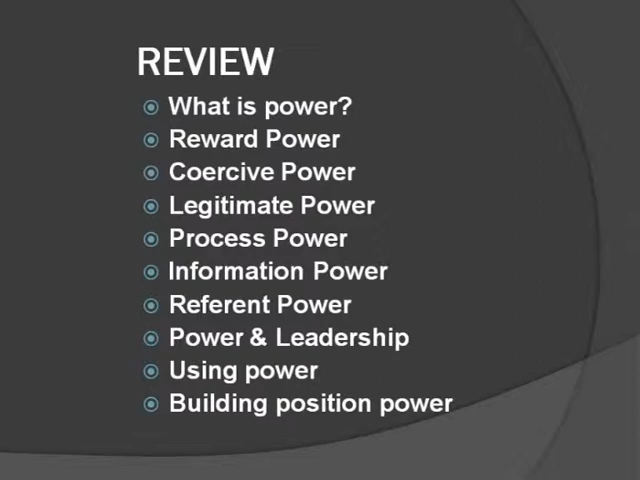 REVIEW
What is power?
Reward Power
Coercive Power
Legitimate Power
Process Power
Information Power
Referent Power
Power & Leadership
Using power
Building position power